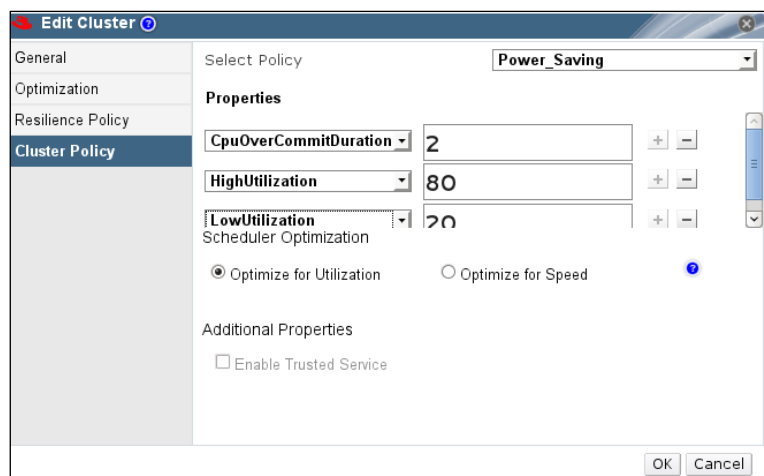 Edit Cluster
General
Optimization
Resilience Policy
Cluster Policy
Select Policy Power_Saving
Properties
CpuOverCommitDuration 2
HighUtilization 80
LowUtilization 20
Scheduler Optimization
Optimize for Utilization Optimize for Speed
Additional Properties
Enable Trusted Service
OK Cancel